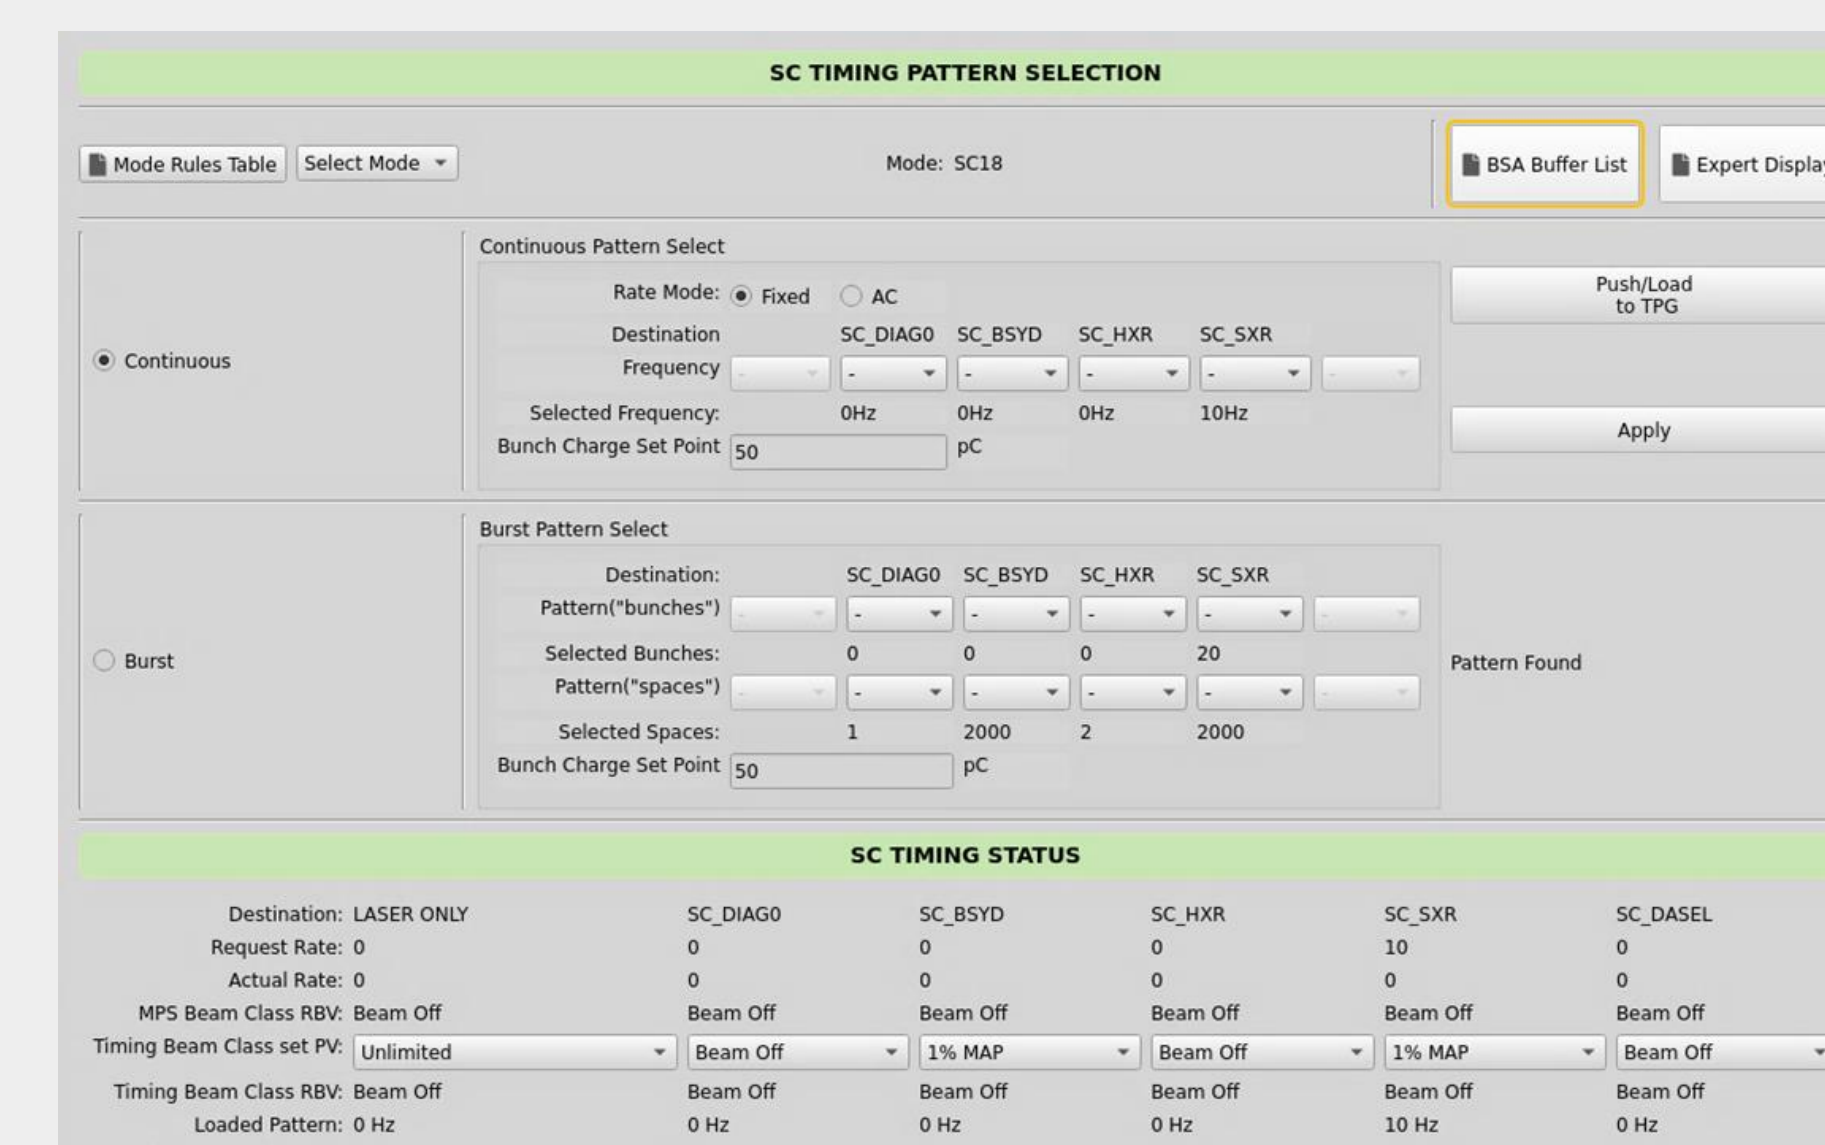 SC TIMING PATTERN SELECTION
Mode Rules Table Select Mode Mode: SC18 BSA Buffer List Expert Display
Continuous Pattern Select
Rate Mode: Fixed AC
Push/Load
to TPG
Destination SC_DIAG0 SC_BSYD SC_HXR SC_SXR
Continuous
Frequency - - - - - -
Selected Frequency: 0Hz 0Hz 0Hz 10Hz
Apply
Bunch Charge Set Point 50 pC
Burst Pattern Select
Destination: SC_DIAG0 SC_BSYD SC_HXR SC_SXR
Pattern("bunches") - - - - - -
Selected Bunches: 0 0 0 20
Burst
Pattern Found
Pattern("spaces") - - - - - -
Selected Spaces: 1 2000 2 2000
Bunch Charge Set Point 50 pC
SC TIMING STATUS
Destination: LASER ONLY SC_DIAG0 SC_BSYD SC_HXR SC_SXR SC_DASEL
Request Rate: 0 0 0 0 10 0
Actual Rate: 0 0 0 0 0 0
MPS Beam Class RBV: Beam Off Beam Off Beam Off Beam Off Beam Off Beam Off
Timing Beam Class set PV: Unlimited Beam Off 1% MAP Beam Off 1% MAP Beam Off
Timing Beam Class RBV: Beam Off Beam Off Beam Off Beam Off Beam Off Beam Off
Loaded Pattern: 0 Hz 0 Hz 0 Hz 0 Hz 10 Hz 0 Hz